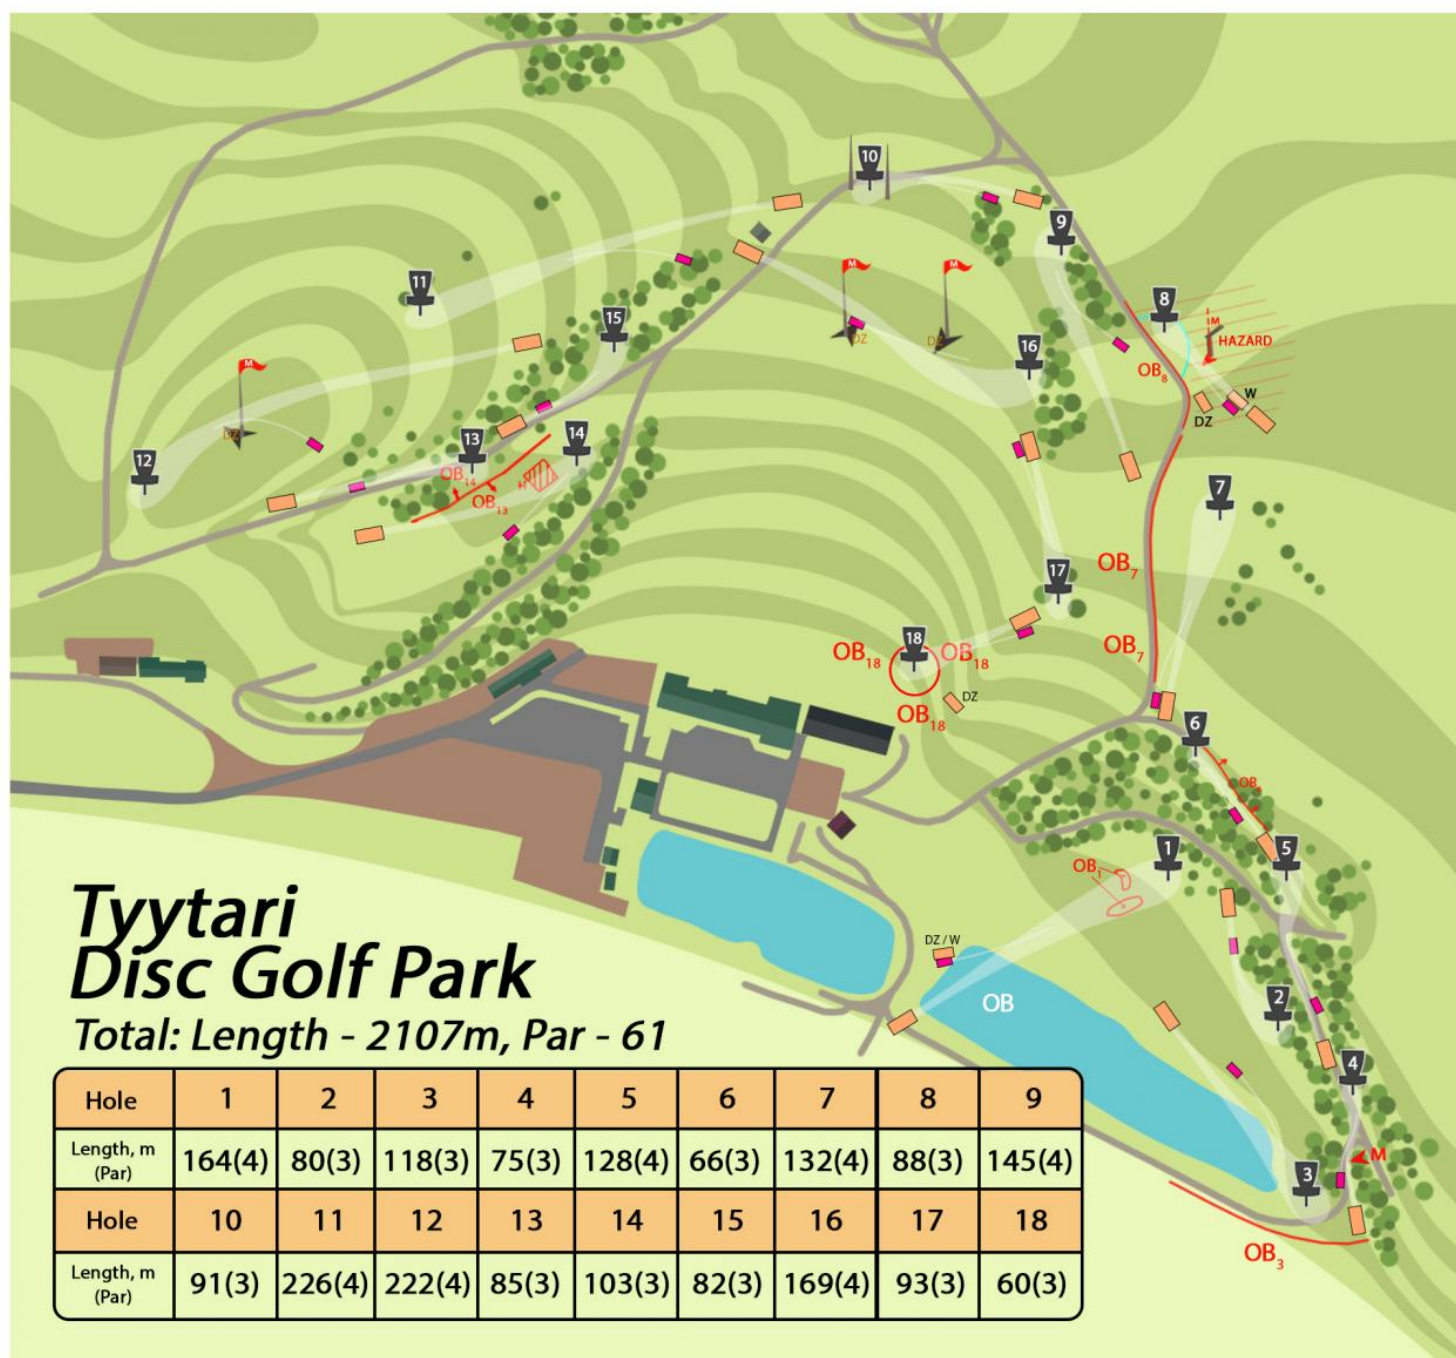 10
9
11
8
M
M
M
HAZARD
15
16
OB8
DZ
DZ
M
W
DZ
DZ
13
14
12
OB14
H
OB13
7
OB7
17
18
OB18
OB18
OB7
DZ
OB18
6
OB6
1
5
OB1
DZ / W
OB
2
4
M
3
OB3
Tyytari
Disc Golf Park
Total: Length - 2107m, Par - 61
Hole 1 2 3 4 5 6 7 8 9
Length, m (Par) 164(4) 80(3) 118(3) 75(3) 128(4) 66(3) 132(4) 88(3) 145(4)
Hole 10 11 12 13 14 15 16 17 18
Length, m (Par) 91(3) 226(4) 222(4) 85(3) 103(3) 82(3) 169(4) 93(3) 60(3)